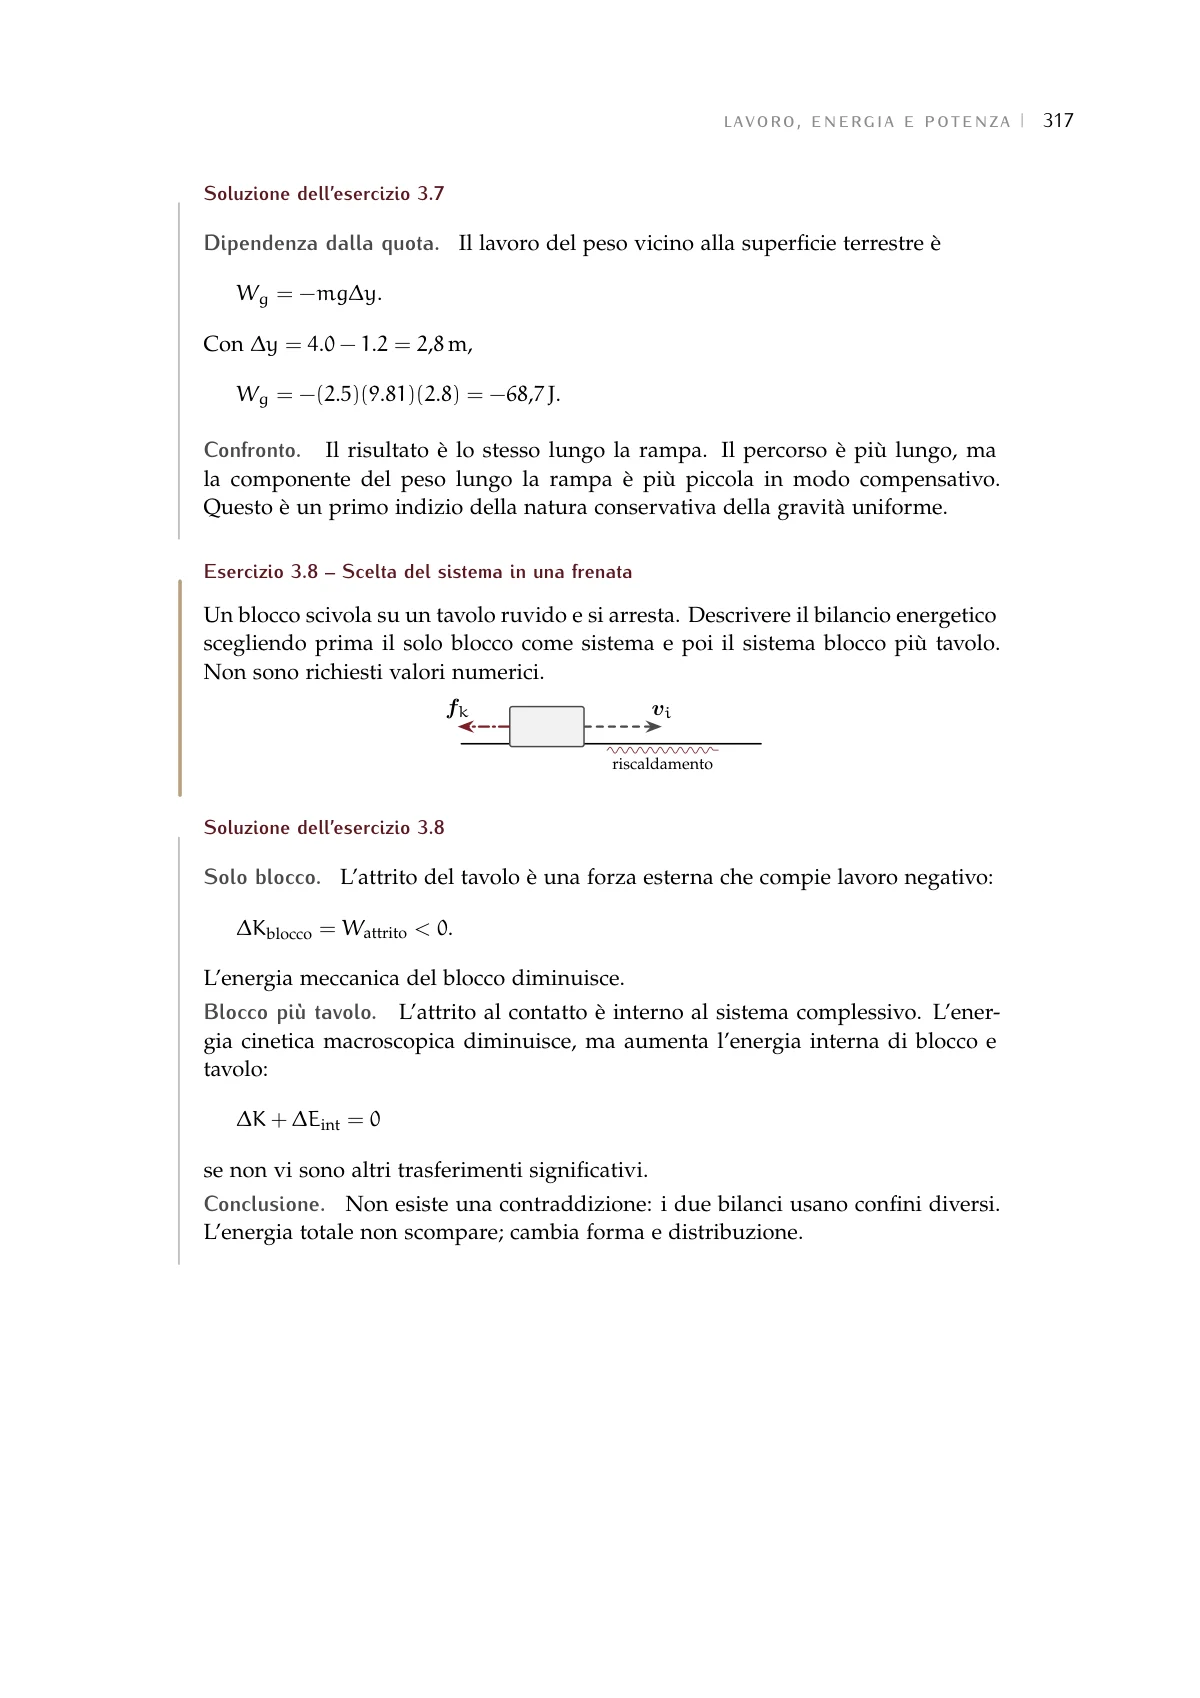 LAVORO, ENERGIA E POTENZA | 317
Soluzione dell'esercizio 3.7
Dipendenza dalla quota. Il lavoro del peso vicino alla superficie terrestre è
W_g = −mgΔy.
Con Δy = 4.0 − 1.2 = 2,8 m,
W_g = −(2.5)(9.81)(2.8) = −68,7 J.
Confronto. Il risultato è lo stesso lungo la rampa. Il percorso è più lungo, ma
la componente del peso lungo la rampa è più piccola in modo compensativo.
Questo è un primo indizio della natura conservativa della gravità uniforme.
Esercizio 3.8 – Scelta del sistema in una frenata
Un blocco scivola su un tavolo ruvido e si arresta. Descrivere il bilancio energetico
scegliendo prima il solo blocco come sistema e poi il sistema blocco più tavolo.
Non sono richiesti valori numerici.
f_k v_i
riscaldamento
Soluzione dell'esercizio 3.8
Solo blocco. L'attrito del tavolo è una forza esterna che compie lavoro negativo:
ΔK_blocco = W_attrito < 0.
L'energia meccanica del blocco diminuisce.
Blocco più tavolo. L'attrito al contatto è interno al sistema complessivo. L'ener-
gia cinetica macroscopica diminuisce, ma aumenta l'energia interna di blocco e
tavolo:
ΔK + ΔE_int = 0
se non vi sono altri trasferimenti significativi.
Conclusione. Non esiste una contraddizione: i due bilanci usano confini diversi.
L'energia totale non scompare; cambia forma e distribuzione.